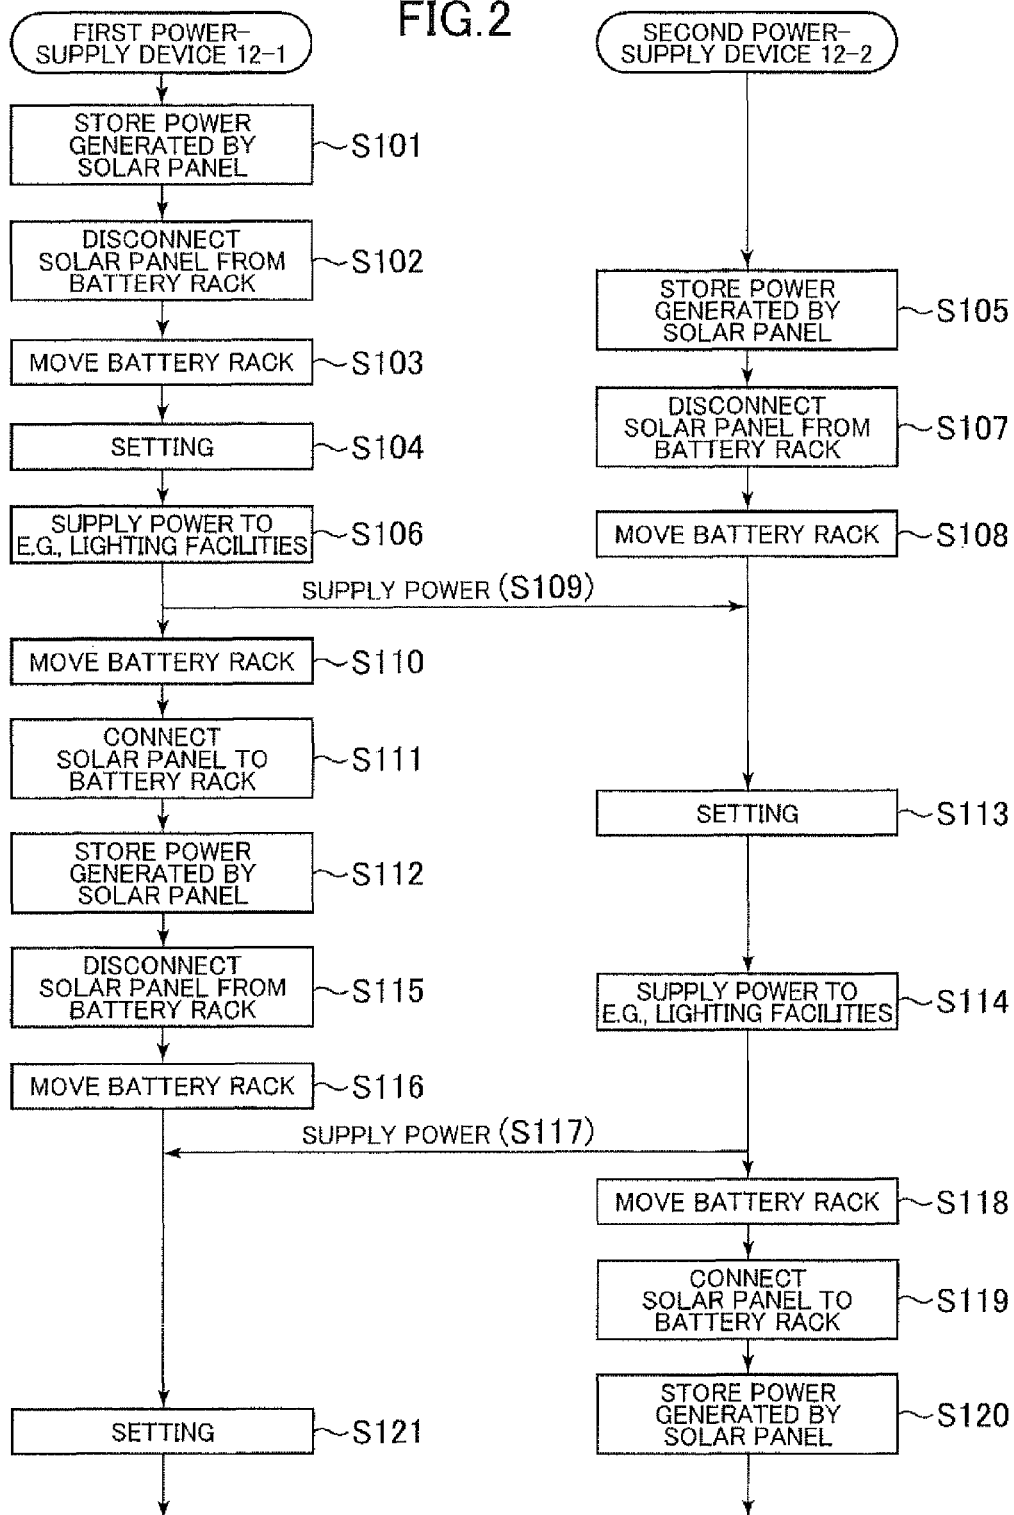 FIG.2
FIRST POWER-
SUPPLY DEVICE 12-1
SECOND POWER-
SUPPLY DEVICE 12-2
STORE POWER
GENERATED BY
SOLAR PANEL
S101
DISCONNECT
SOLAR PANEL FROM
BATTERY RACK
S102
STORE POWER
GENERATED BY
SOLAR PANEL
S105
MOVE BATTERY RACK
S103
DISCONNECT
SOLAR PANEL FROM
BATTERY RACK
S107
SETTING
S104
SUPPLY POWER TO
E.G., LIGHTING FACILITIES
S106
MOVE BATTERY RACK
S108
SUPPLY POWER (S109)
MOVE BATTERY RACK
S110
CONNECT
SOLAR PANEL TO
BATTERY RACK
S111
SETTING
S113
STORE POWER
GENERATED BY
SOLAR PANEL
S112
DISCONNECT
SOLAR PANEL FROM
BATTERY RACK
S115
SUPPLY POWER TO
E.G., LIGHTING FACILITIES
S114
MOVE BATTERY RACK
S116
SUPPLY POWER (S117)
MOVE BATTERY RACK
S118
CONNECT
SOLAR PANEL TO
BATTERY RACK
S119
STORE POWER
GENERATED BY
SOLAR PANEL
S120
SETTING
S121